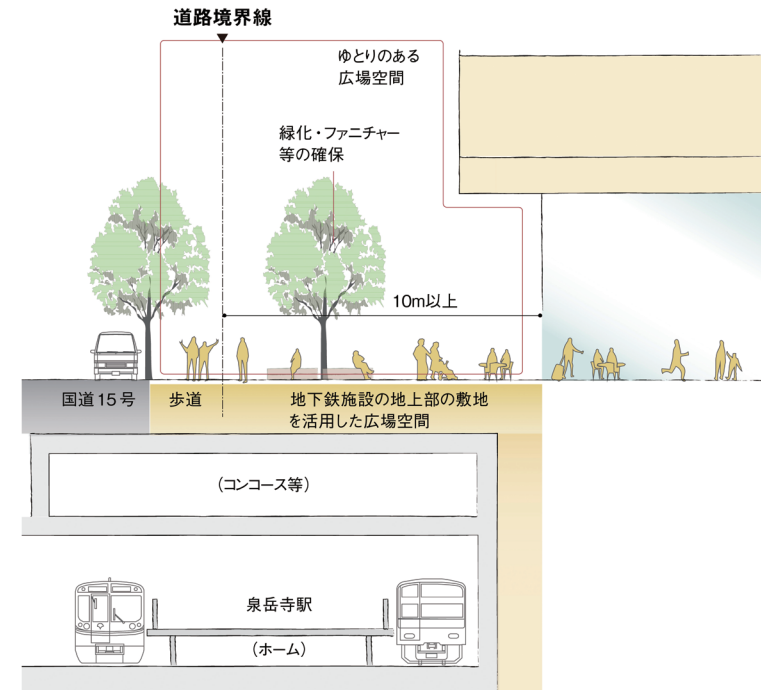 道路境界線
ゆとりのある
広場空間
緑化・ファニチャー
等の確保
10m以上
国道15号
歩道
地下鉄施設の地上部の敷地
を活用した広場空間
（コンコース等）
泉岳寺駅
（ホーム）